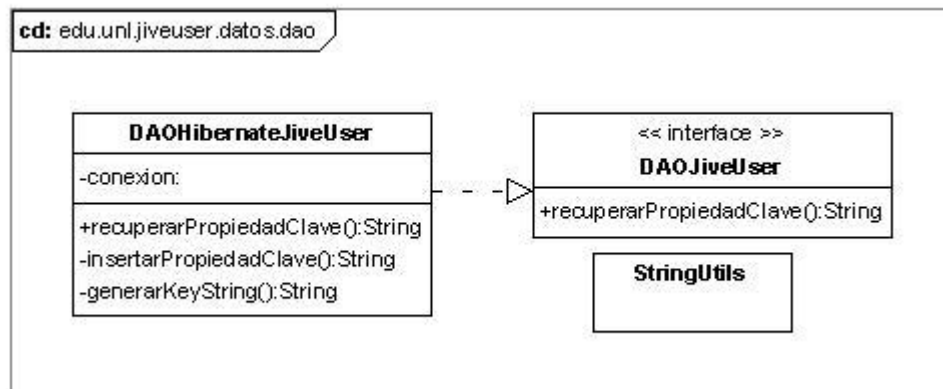 cd: edu.unl.jiveuser.datos.dao
DAOHibernateJiveUser
-conexion:
+recuperarPropiedadClave():String
-insertarPropiedadClave():String
-generarKeyString():String
<< interface >>
DAOJiveUser
+recuperarPropiedadClave():String
StringUtils